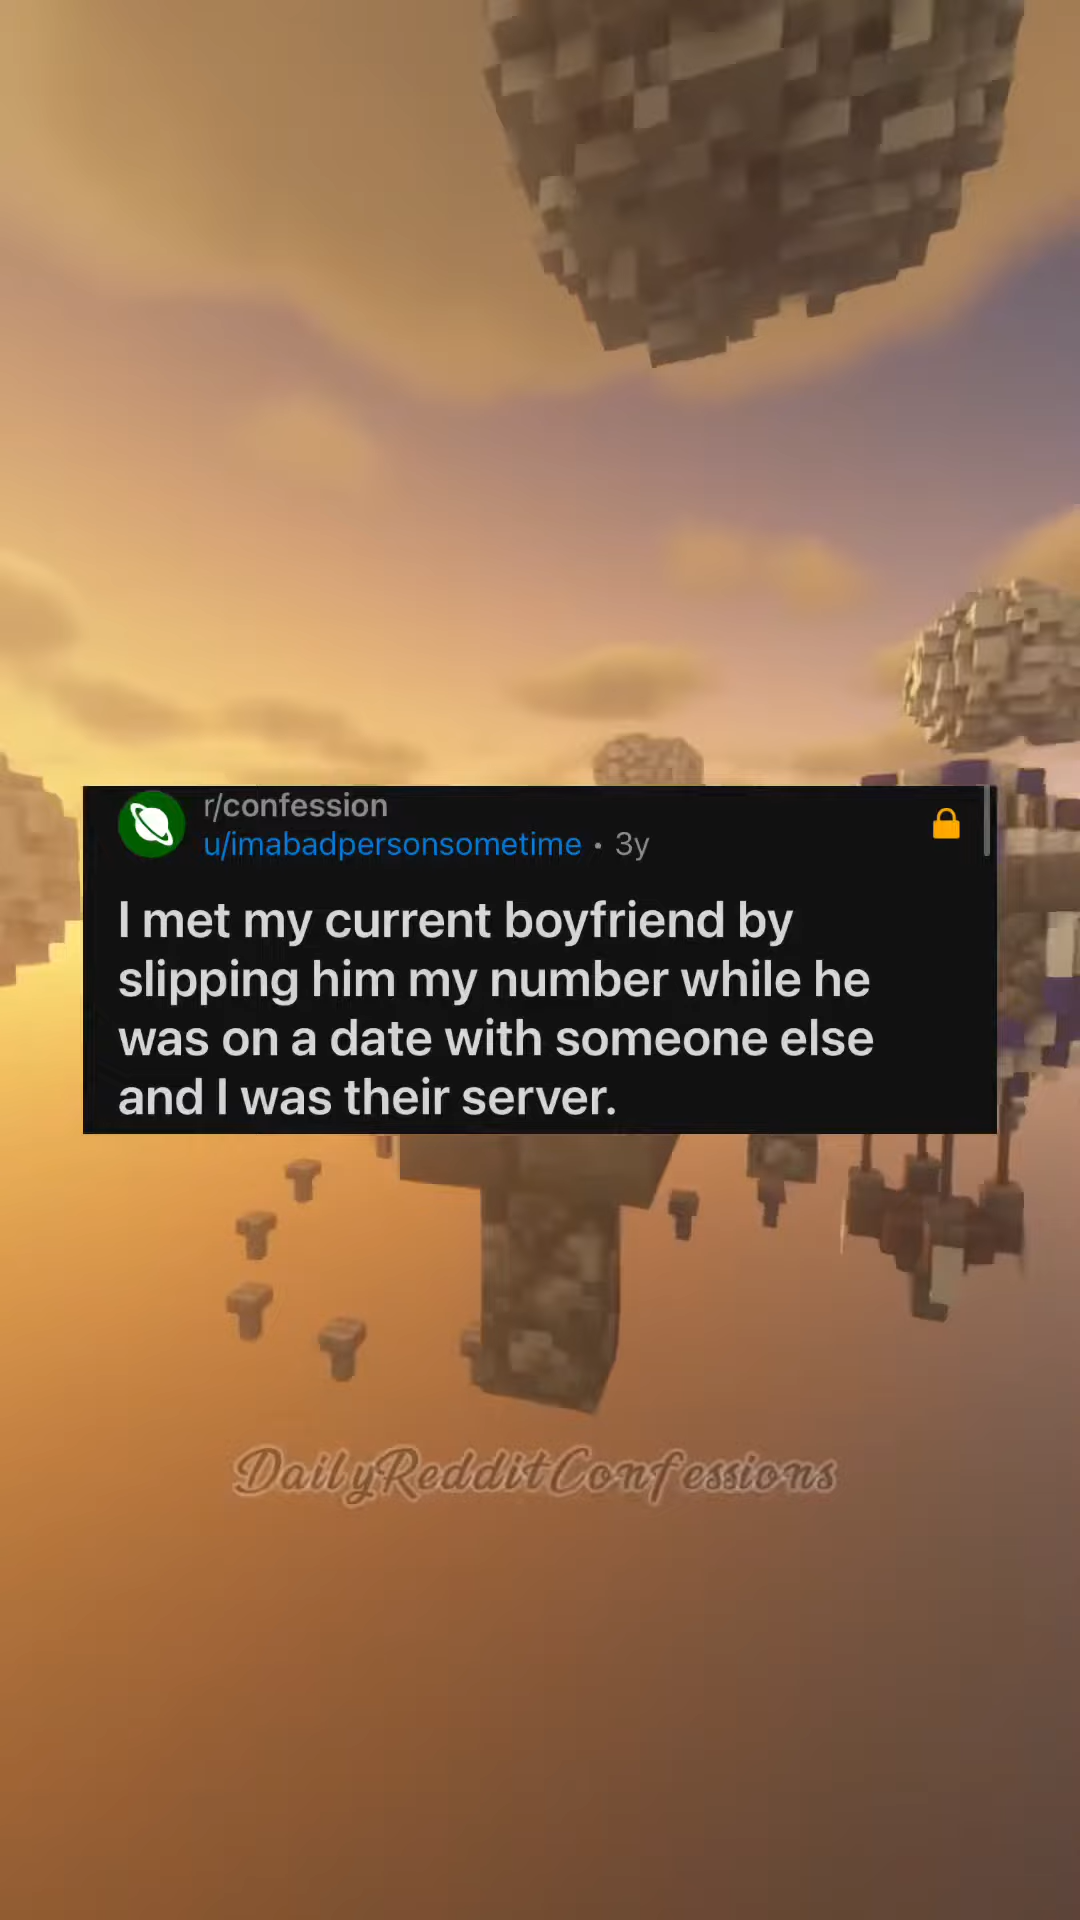 r/confession
u/imabadpersonsometime • 3y
I met my current boyfriend by
slipping him my number while he
was on a date with someone else
and I was their server.
DailyRedditConfessions